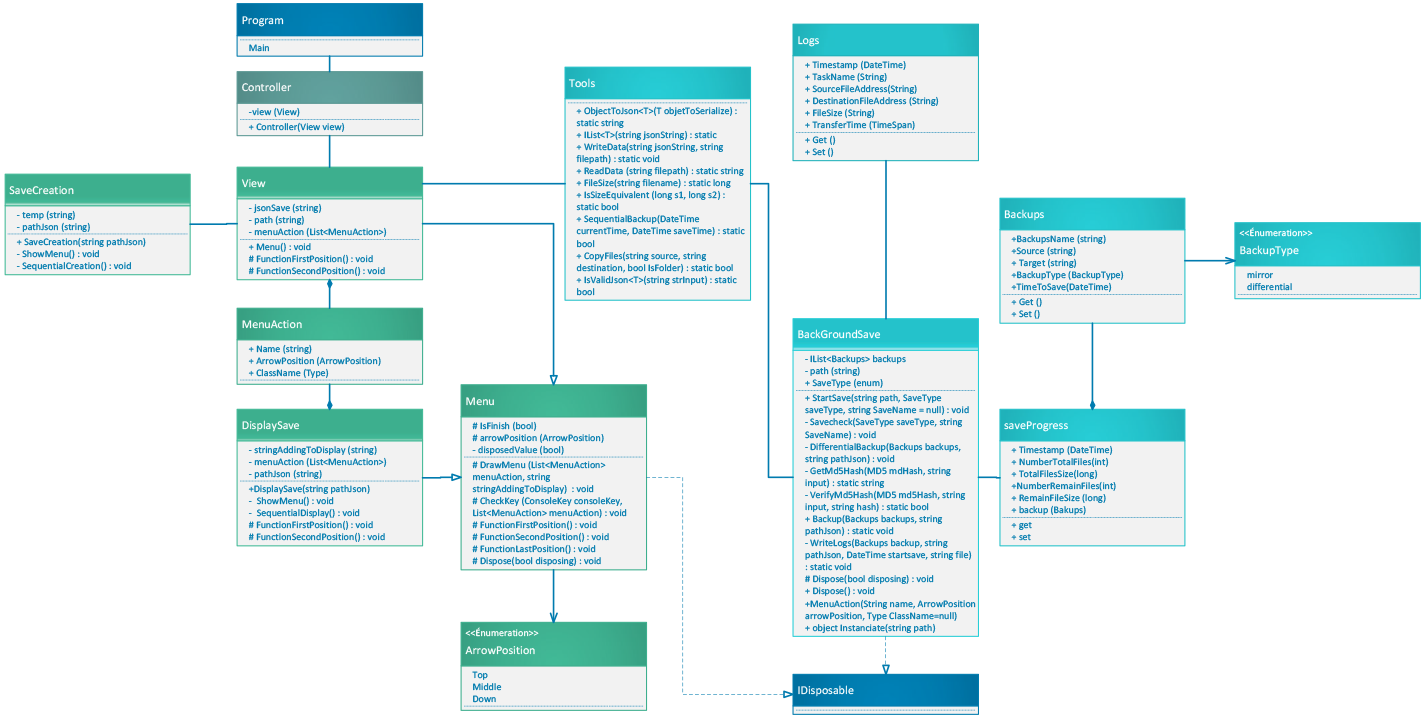 Program
Main
Controller
-view (View)
+ Controller(View view)
SaveCreation
- temp (string)
- pathJson (string)
+ SaveCreation(string pathJson)
- ShowMenu() : void
- SequentialCreation() : void
View
- jsonSave (string)
- path (string)
- menuAction (List<MenuAction>)
+ Menu() : void
# FunctionFirstPosition() : void
# FunctionSecondPosition() : void
MenuAction
+ Name (string)
+ ArrowPosition (ArrowPosition)
+ ClassName (Type)
DisplaySave
- stringAddingToDisplay (string)
- menuAction (List<MenuAction>)
- pathJson (string)
+DisplaySave(string pathJson)
- ShowMenu() : void
- SequentialDisplay() : void
# FunctionFirstPosition() : void
# FunctionSecondPosition() : void
Tools
+ ObjectToJson<T>(T objetToSerialize) :
static string
+ IList<T>(string jsonString) : static
+ WriteData(string jsonString, string
filepath) : static void
+ ReadData (string filepath) : static string
+ FileSize(string filename) : static long
+ IsSizeEquivalent (long s1, long s2) :
static bool
+ SequentialBackup(DateTime
currentTime, DateTime saveTime) : static
bool
+ CopyFiles(string source, string
destination, bool IsFolder) : static bool
+ IsValidJson<T>(string strInput) : static
bool
Menu
# IsFinish (bool)
# arrowPosition (ArrowPosition)
- disposedValue (bool)
# DrawMenu (List<MenuAction>
menuAction, string
stringAddingToDisplay) : void
# CheckKey (ConsoleKey consoleKey,
List<MenuAction> menuAction) : void
# FunctionFirstPosition() : void
# FunctionSecondPosition() : void
# FunctionLastPosition() : void
# Dispose(bool disposing) : void
<<Énumeration>>
ArrowPosition
Top
Middle
Down
Logs
+ Timestamp (DateTime)
+ TaskName (String)
+ SourceFileAddress(String)
+ DestinationFileAddress (String)
+ FileSize (String)
+ TransferTime (TimeSpan)
+ Get ()
+ Set ()
BackGroundSave
- IList<Backups> backups
- path (string)
+ SaveType (enum)
+ StartSave(string path, SaveType
saveType, string SaveName = null) : void
- Savecheck(SaveType saveType, string
SaveName) : void
- DifferentialBackup(Backups backups,
string pathJson) : void
- GetMd5Hash(MD5 mdHash, string
input) : static string
- VerifyMd5Hash(MD5 md5Hash, string
input, string hash) : static bool
+ Backup(Backups backups, string
pathJson) : static void
- WriteLogs(Backups backup, string
pathJson, DateTime startsave, string file)
: static void
# Dispose(bool disposing) : void
+ Dispose() : void
+MenuAction(String name, ArrowPosition
arrowPosition, Type ClassName=null)
+ object Instanciate(string path)
IDisposable
Backups
+BackupsName (string)
+Source (string)
+ Target (string)
+BackupType (BackupType)
+TimeToSave(DateTime)
+ Get ()
+ Set ()
<<Énumeration>>
BackupType
mirror
differential
saveProgress
+ Timestamp (DateTime)
+ NumberTotalFiles(int)
+ TotalFilesSize(long)
+NumberRemainFiles(int)
+ RemainFileSize (long)
+ backup (Bakups)
+ get
+ set